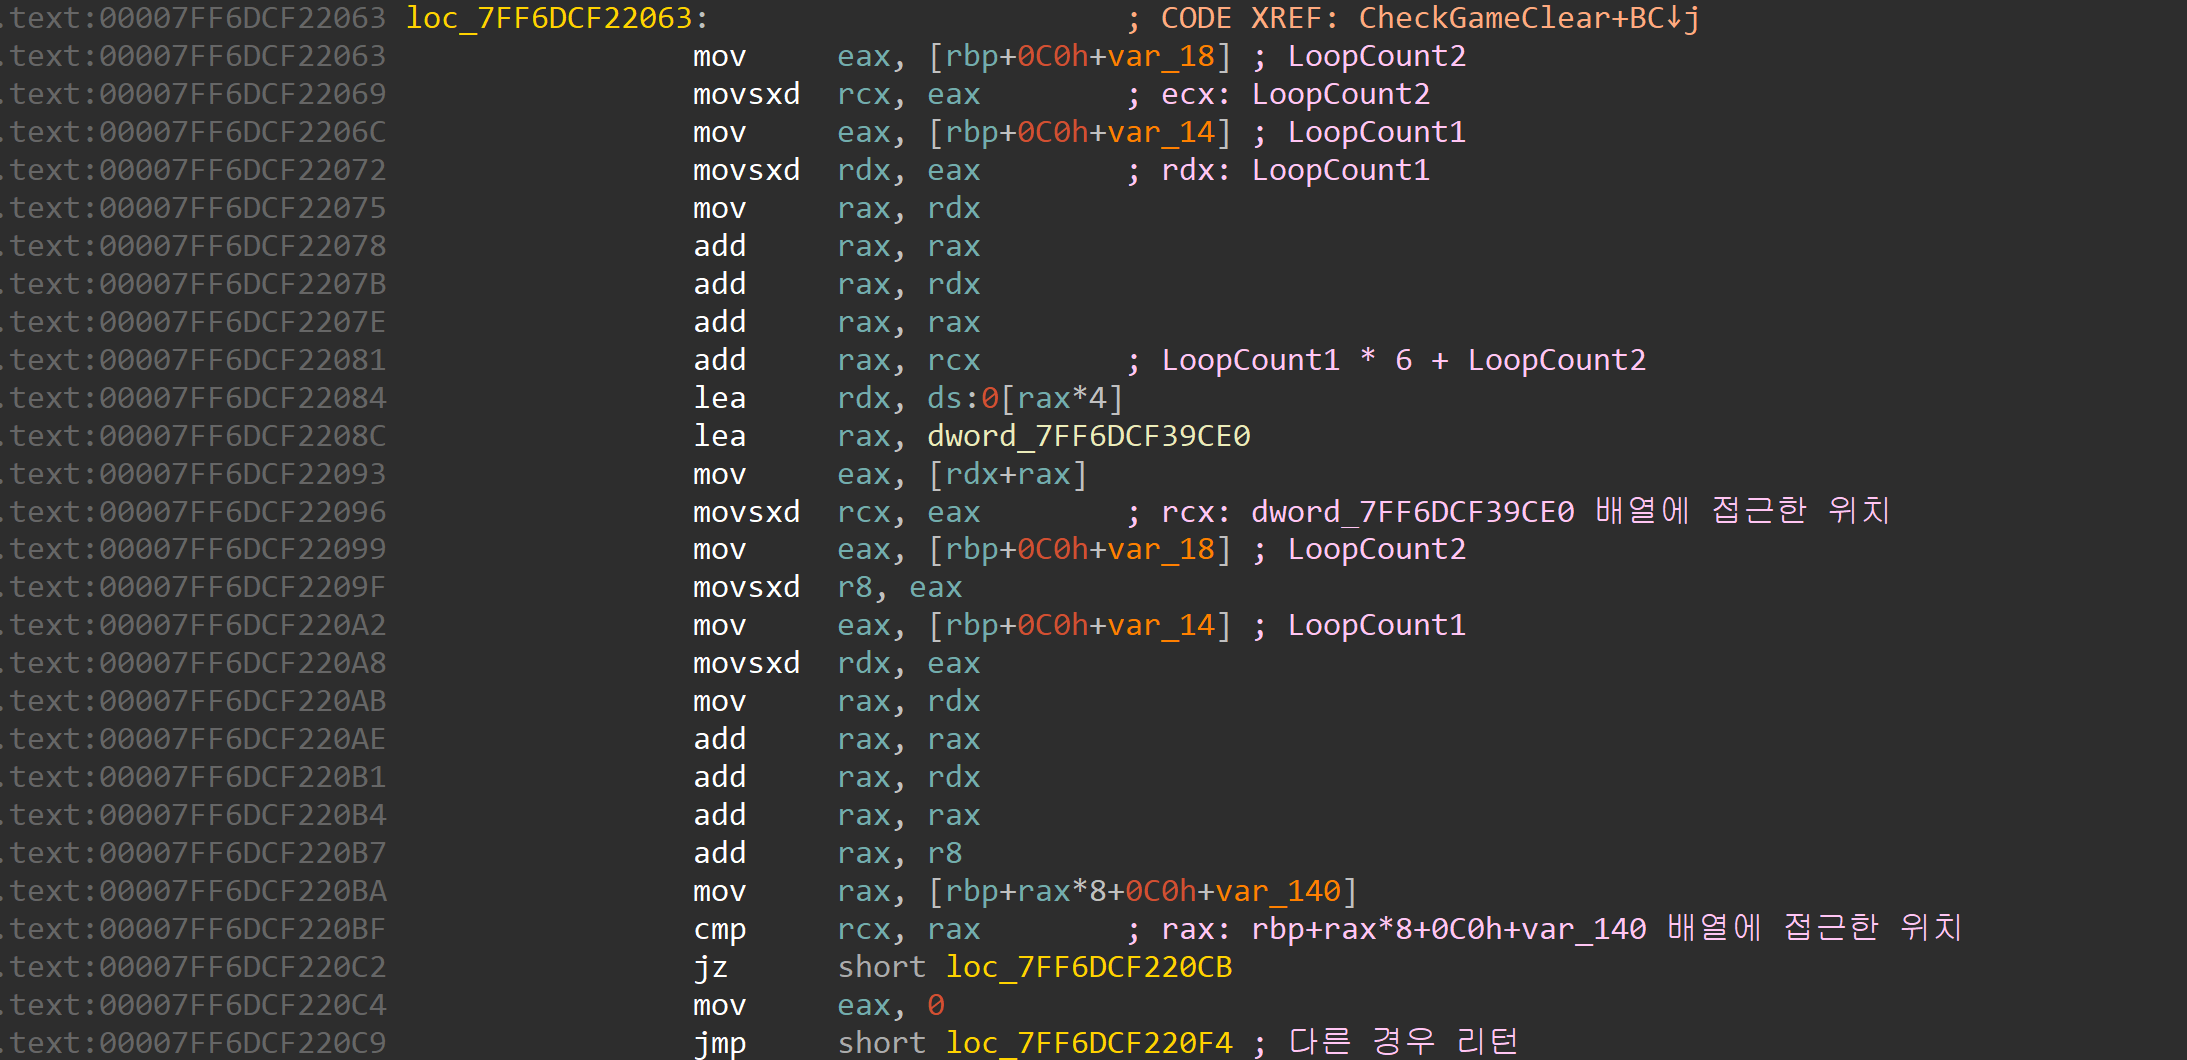 .text:00007FF6DCF22063 loc_7FF6DCF22063: ; CODE XREF: CheckGameClear+BC↓j
.text:00007FF6DCF22063 mov eax, [rbp+0C0h+var_18] ; LoopCount2
.text:00007FF6DCF22069 movsxd rcx, eax ; ecx: LoopCount2
.text:00007FF6DCF2206C mov eax, [rbp+0C0h+var_14] ; LoopCount1
.text:00007FF6DCF22072 movsxd rdx, eax ; rdx: LoopCount1
.text:00007FF6DCF22075 mov rax, rdx
.text:00007FF6DCF22078 add rax, rax
.text:00007FF6DCF2207B add rax, rdx
.text:00007FF6DCF2207E add rax, rax
.text:00007FF6DCF22081 add rax, rcx ; LoopCount1 * 6 + LoopCount2
.text:00007FF6DCF22084 lea rdx, ds:0[rax*4]
.text:00007FF6DCF2208C lea rax, dword_7FF6DCF39CE0
.text:00007FF6DCF22093 mov eax, [rdx+rax]
.text:00007FF6DCF22096 movsxd rcx, eax ; rcx: dword_7FF6DCF39CE0 배열에 접근한 위치
.text:00007FF6DCF22099 mov eax, [rbp+0C0h+var_18] ; LoopCount2
.text:00007FF6DCF2209F movsxd r8, eax
.text:00007FF6DCF220A2 mov eax, [rbp+0C0h+var_14] ; LoopCount1
.text:00007FF6DCF220A8 movsxd rdx, eax
.text:00007FF6DCF220AB mov rax, rdx
.text:00007FF6DCF220AE add rax, rax
.text:00007FF6DCF220B1 add rax, rdx
.text:00007FF6DCF220B4 add rax, rax
.text:00007FF6DCF220B7 add rax, r8
.text:00007FF6DCF220BA mov rax, [rbp+rax*8+0C0h+var_140]
.text:00007FF6DCF220BF cmp rcx, rax ; rax: rbp+rax*8+0C0h+var_140 배열에 접근한 위치
.text:00007FF6DCF220C2 jz short loc_7FF6DCF220CB
.text:00007FF6DCF220C4 mov eax, 0
.text:00007FF6DCF220C9 jmp short loc_7FF6DCF220F4 ; 다른 경우 리턴